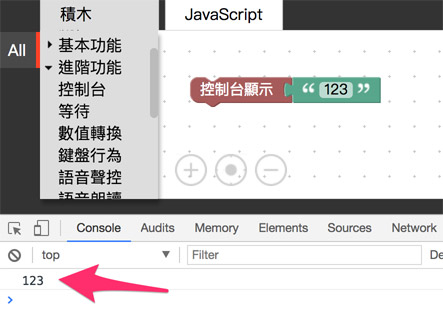 積木
JavaScript
All
基本功能
進階功能
控制台
等待
數值轉換
鍵盤行為
語音聲控
語音朗讀
控制台顯示 “ 123 ”
Console Audits Memory Elements Sources Network
top Filter De
123